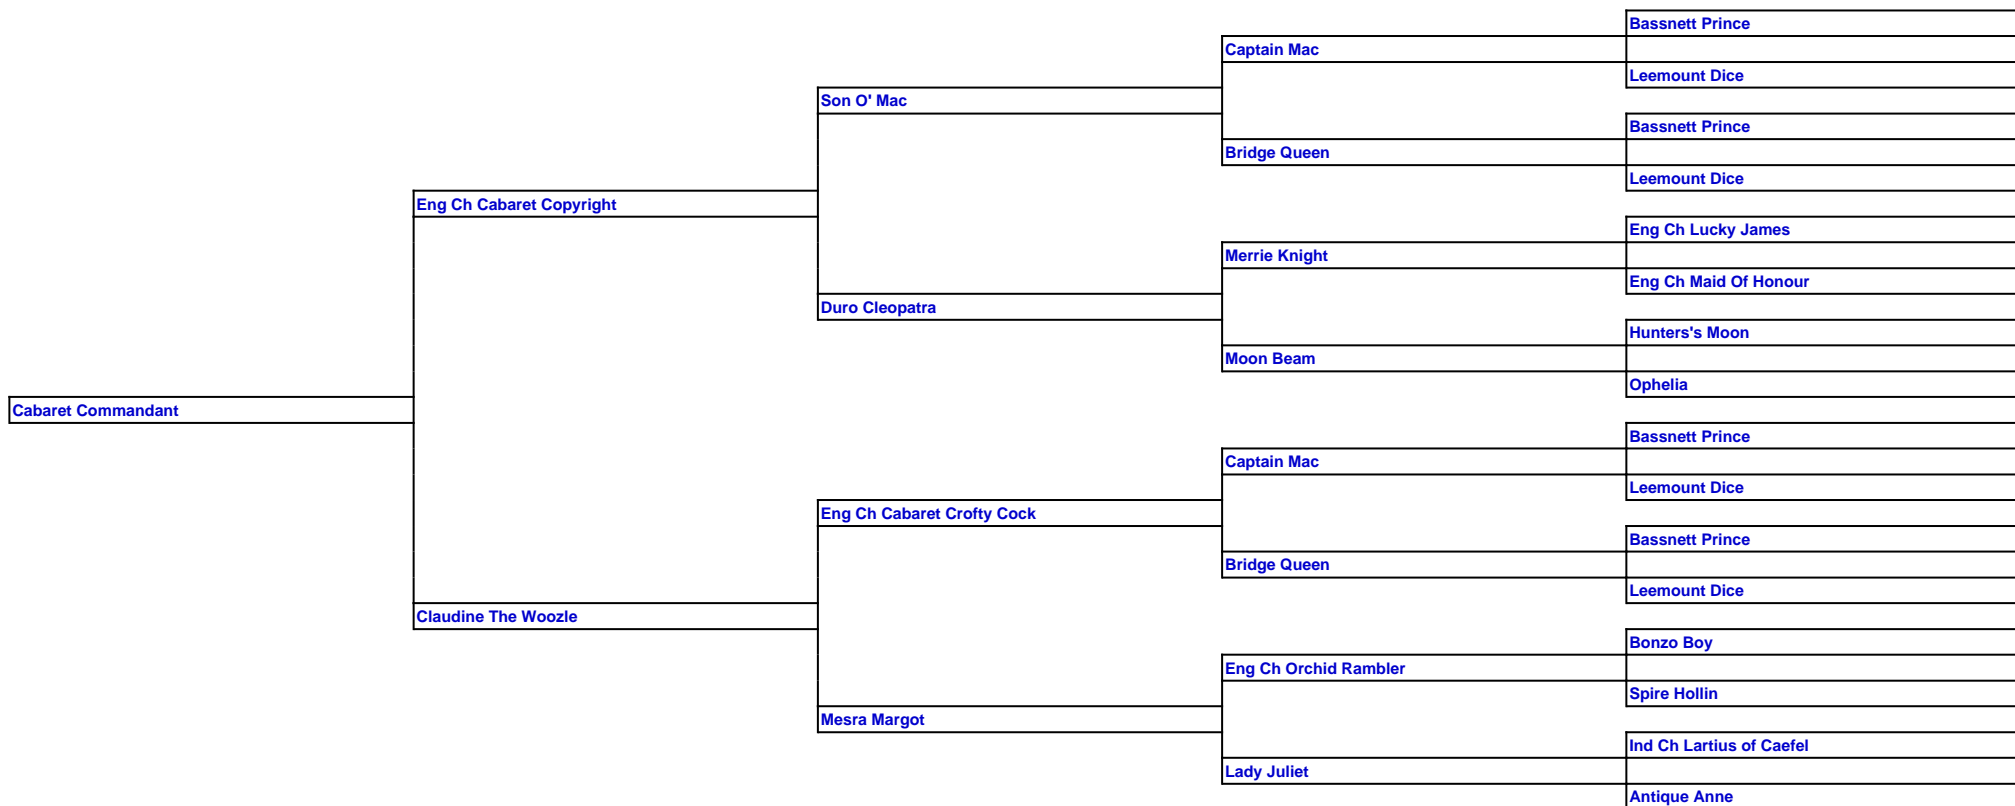 Bassnett Prince
Captain Mac
Leemount Dice
Son O' Mac
Bassnett Prince
Bridge Queen
Leemount Dice
Eng Ch Cabaret Copyright
Eng Ch Lucky James
Merrie Knight
Eng Ch Maid Of Honour
Duro Cleopatra
Hunters's Moon
Moon Beam
Ophelia
Cabaret Commandant
Bassnett Prince
Captain Mac
Leemount Dice
Eng Ch Cabaret Crofty Cock
Bassnett Prince
Bridge Queen
Leemount Dice
Claudine The Woozle
Bonzo Boy
Eng Ch Orchid Rambler
Spire Hollin
Mesra Margot
Ind Ch Lartius of Caefel
Lady Juliet
Antique Anne